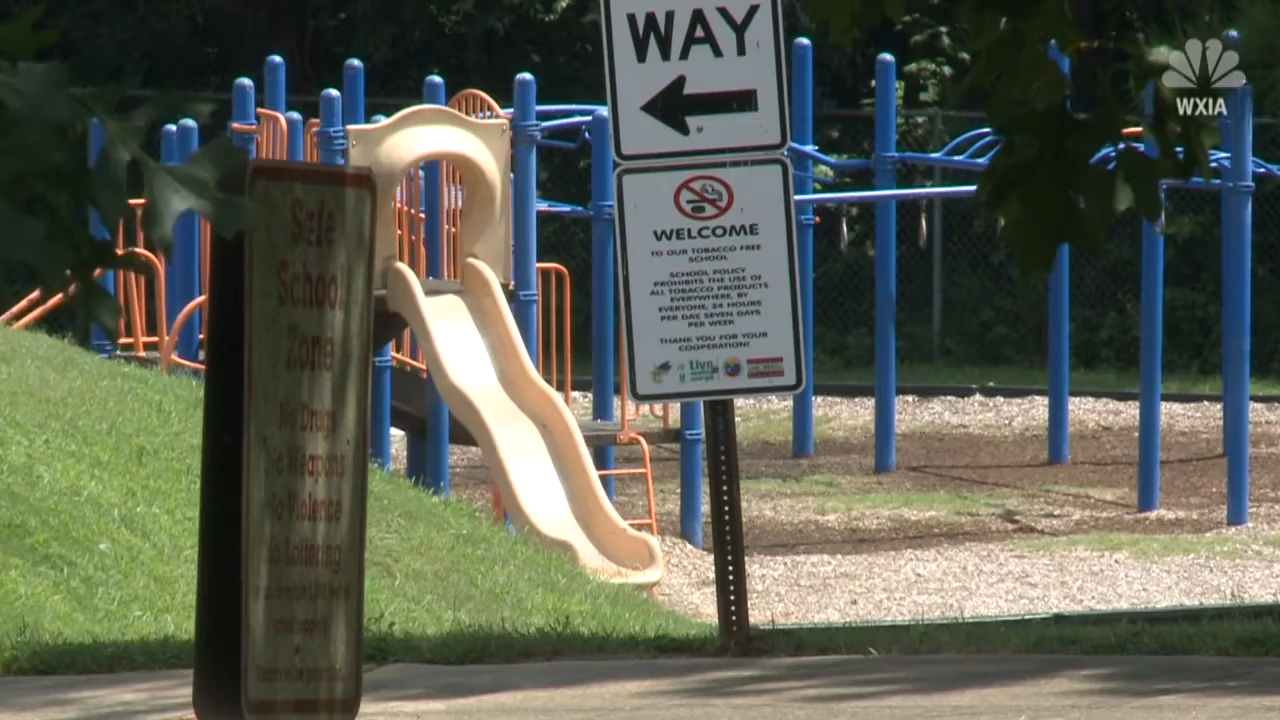 WAY
WXIA
WELCOME
TO OUR TOBACCO FREE
SCHOOL
SCHOOL POLICY
PROHIBITS THE USE OF
ALL TOBACCO PRODUCTS
EVERYWHERE, BY
EVERYONE, 24 HOURS
PER DAY, SEVEN DAYS
PER WEEK
THANK YOU FOR YOUR
COOPERATION!
Live
Safe
School
Zone
No Drugs
No Weapons
No Violence
No Loitering